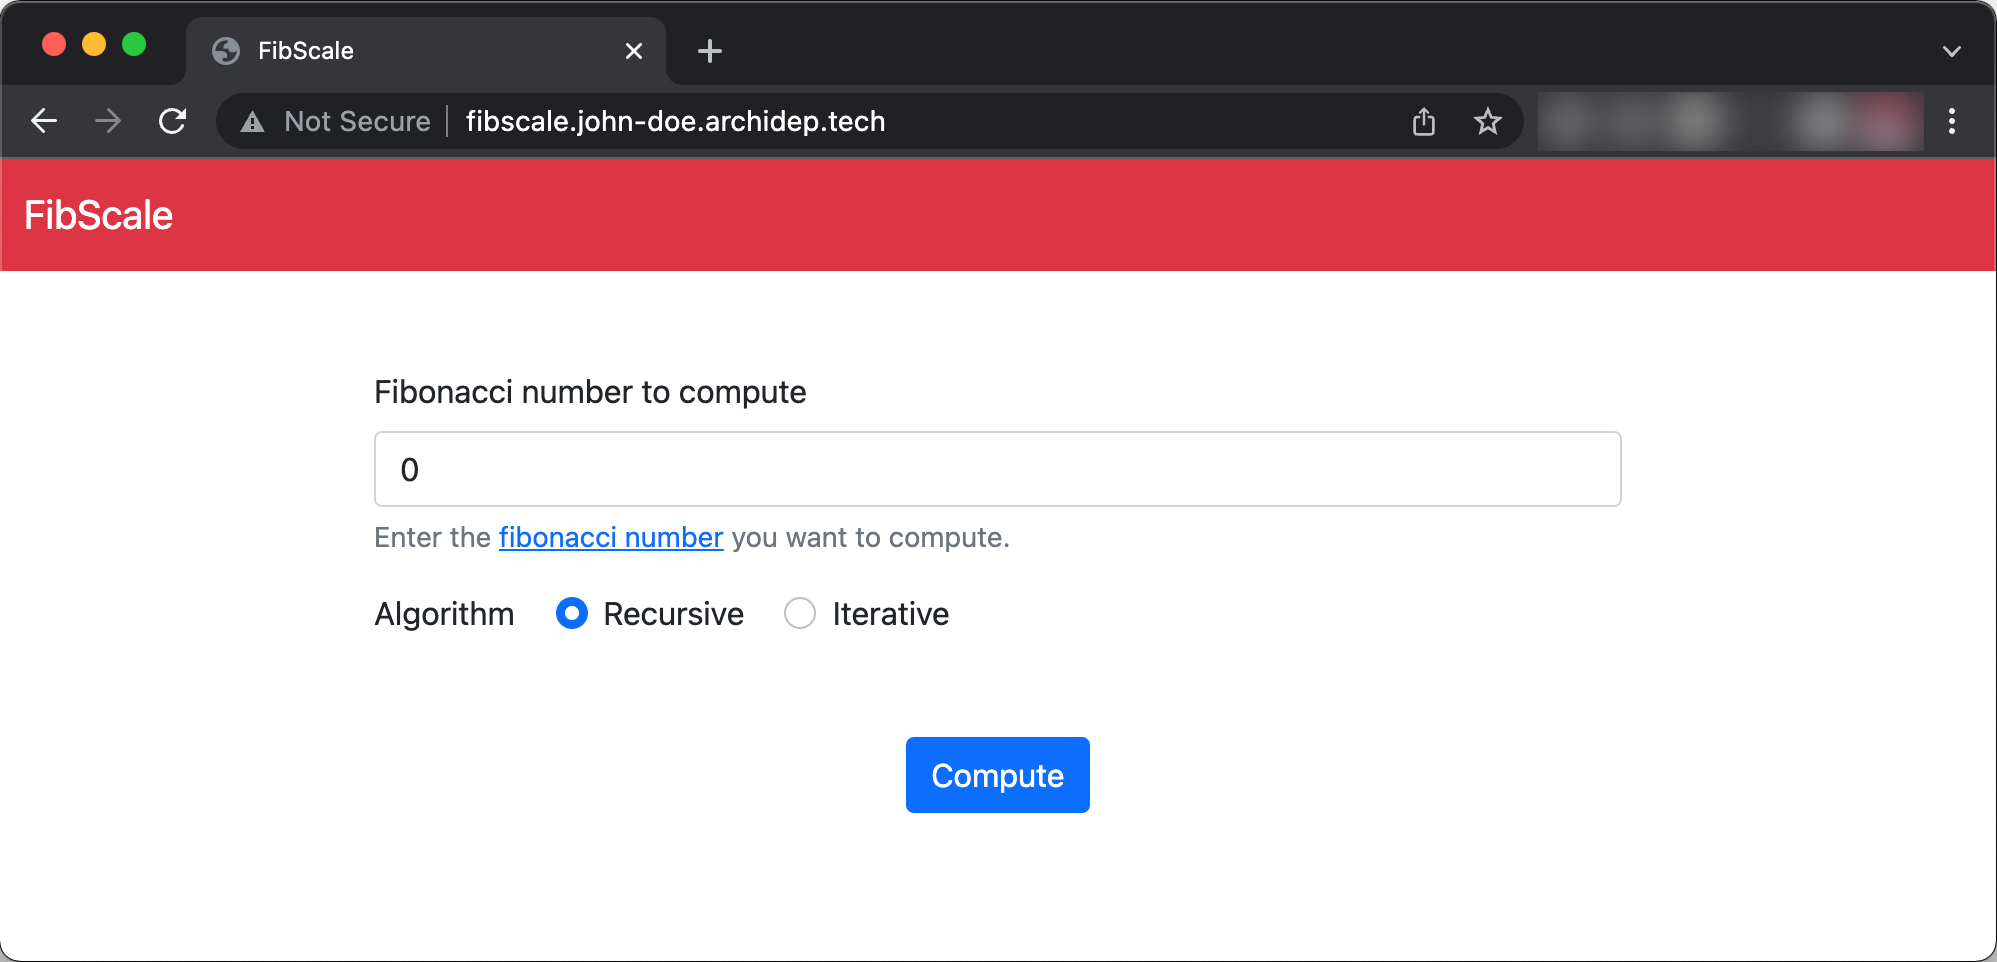 FibScale
Not Secure fibscale.john-doe.archidep.tech
FibScale
Fibonacci number to compute
0
Enter the fibonacci number you want to compute.
Algorithm Recursive Iterative
Compute